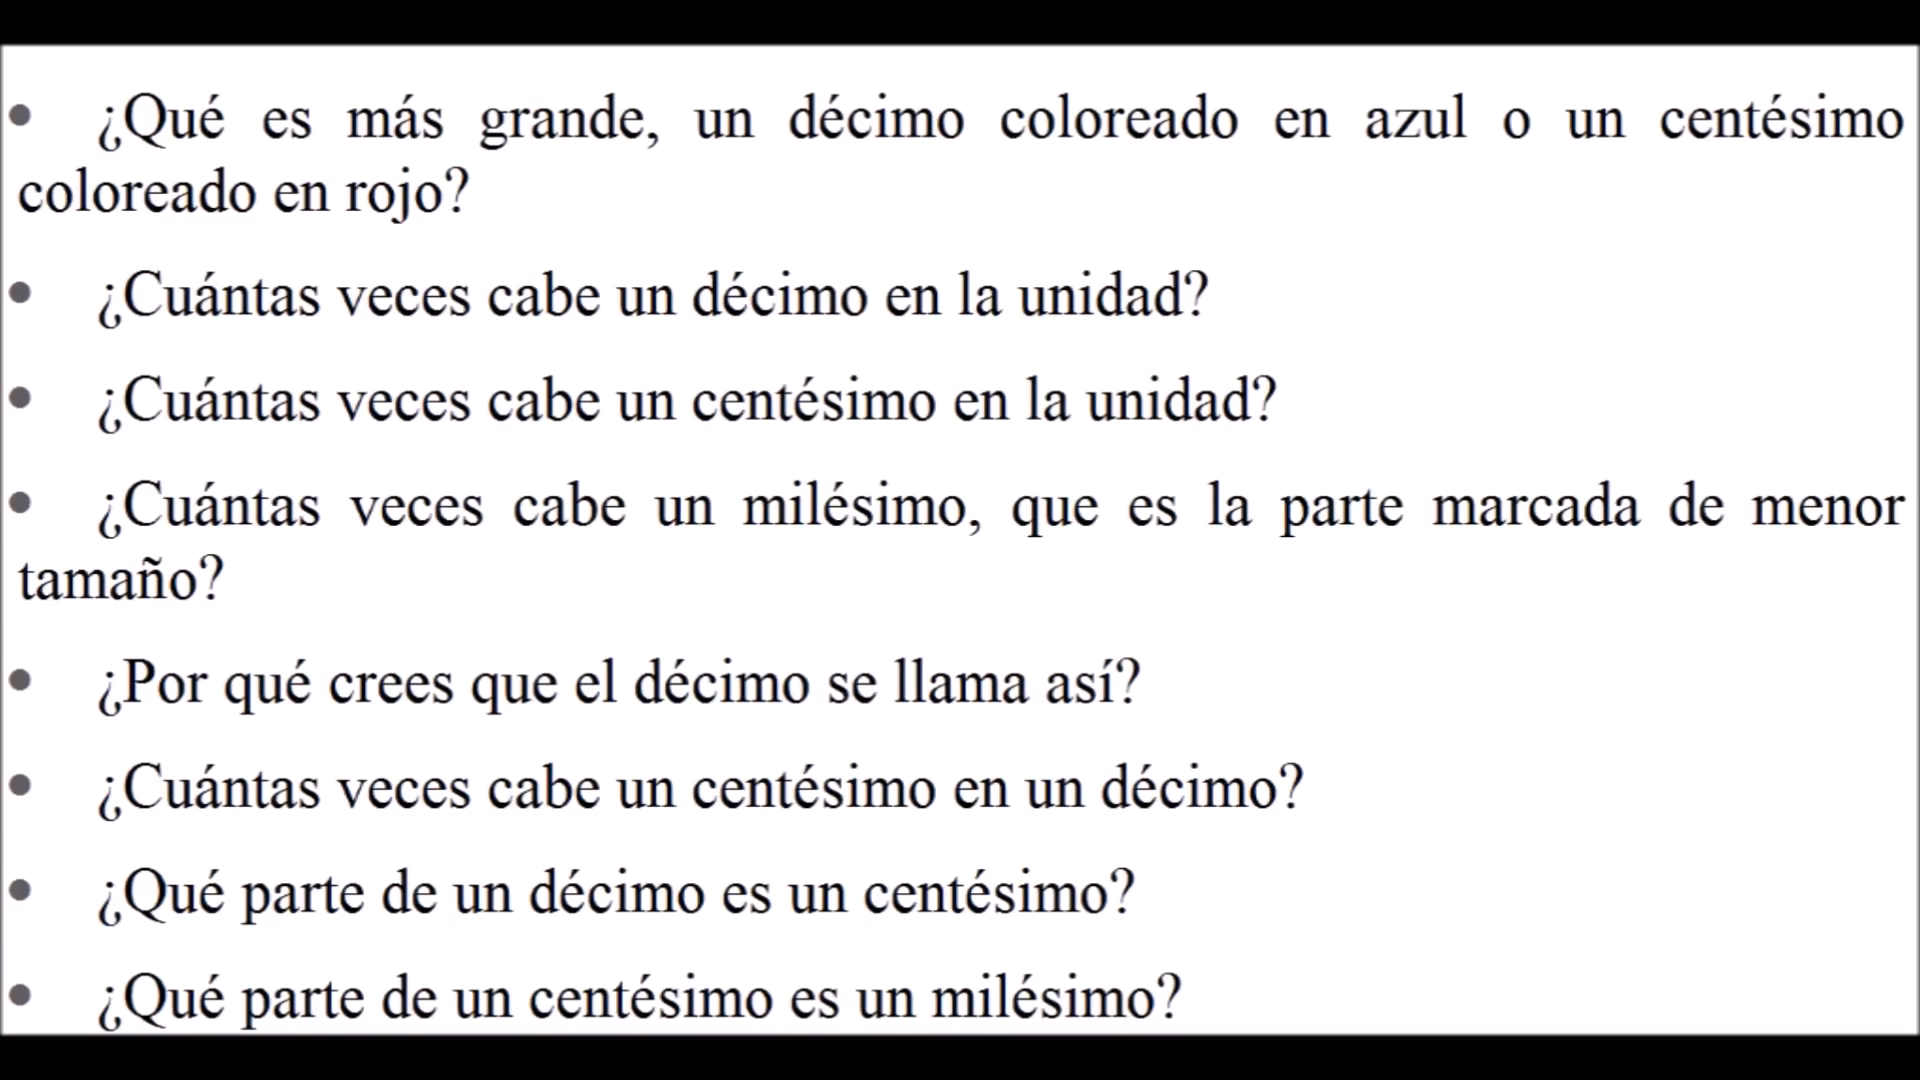 • ¿Qué es más grande, un décimo coloreado en azul o un centésimo
coloreado en rojo?
• ¿Cuántas veces cabe un décimo en la unidad?
• ¿Cuántas veces cabe un centésimo en la unidad?
• ¿Cuántas veces cabe un milésimo, que es la parte marcada de menor
tamaño?
• ¿Por qué crees que el décimo se llama así?
• ¿Cuántas veces cabe un centésimo en un décimo?
• ¿Qué parte de un décimo es un centésimo?
• ¿Qué parte de un centésimo es un milésimo?